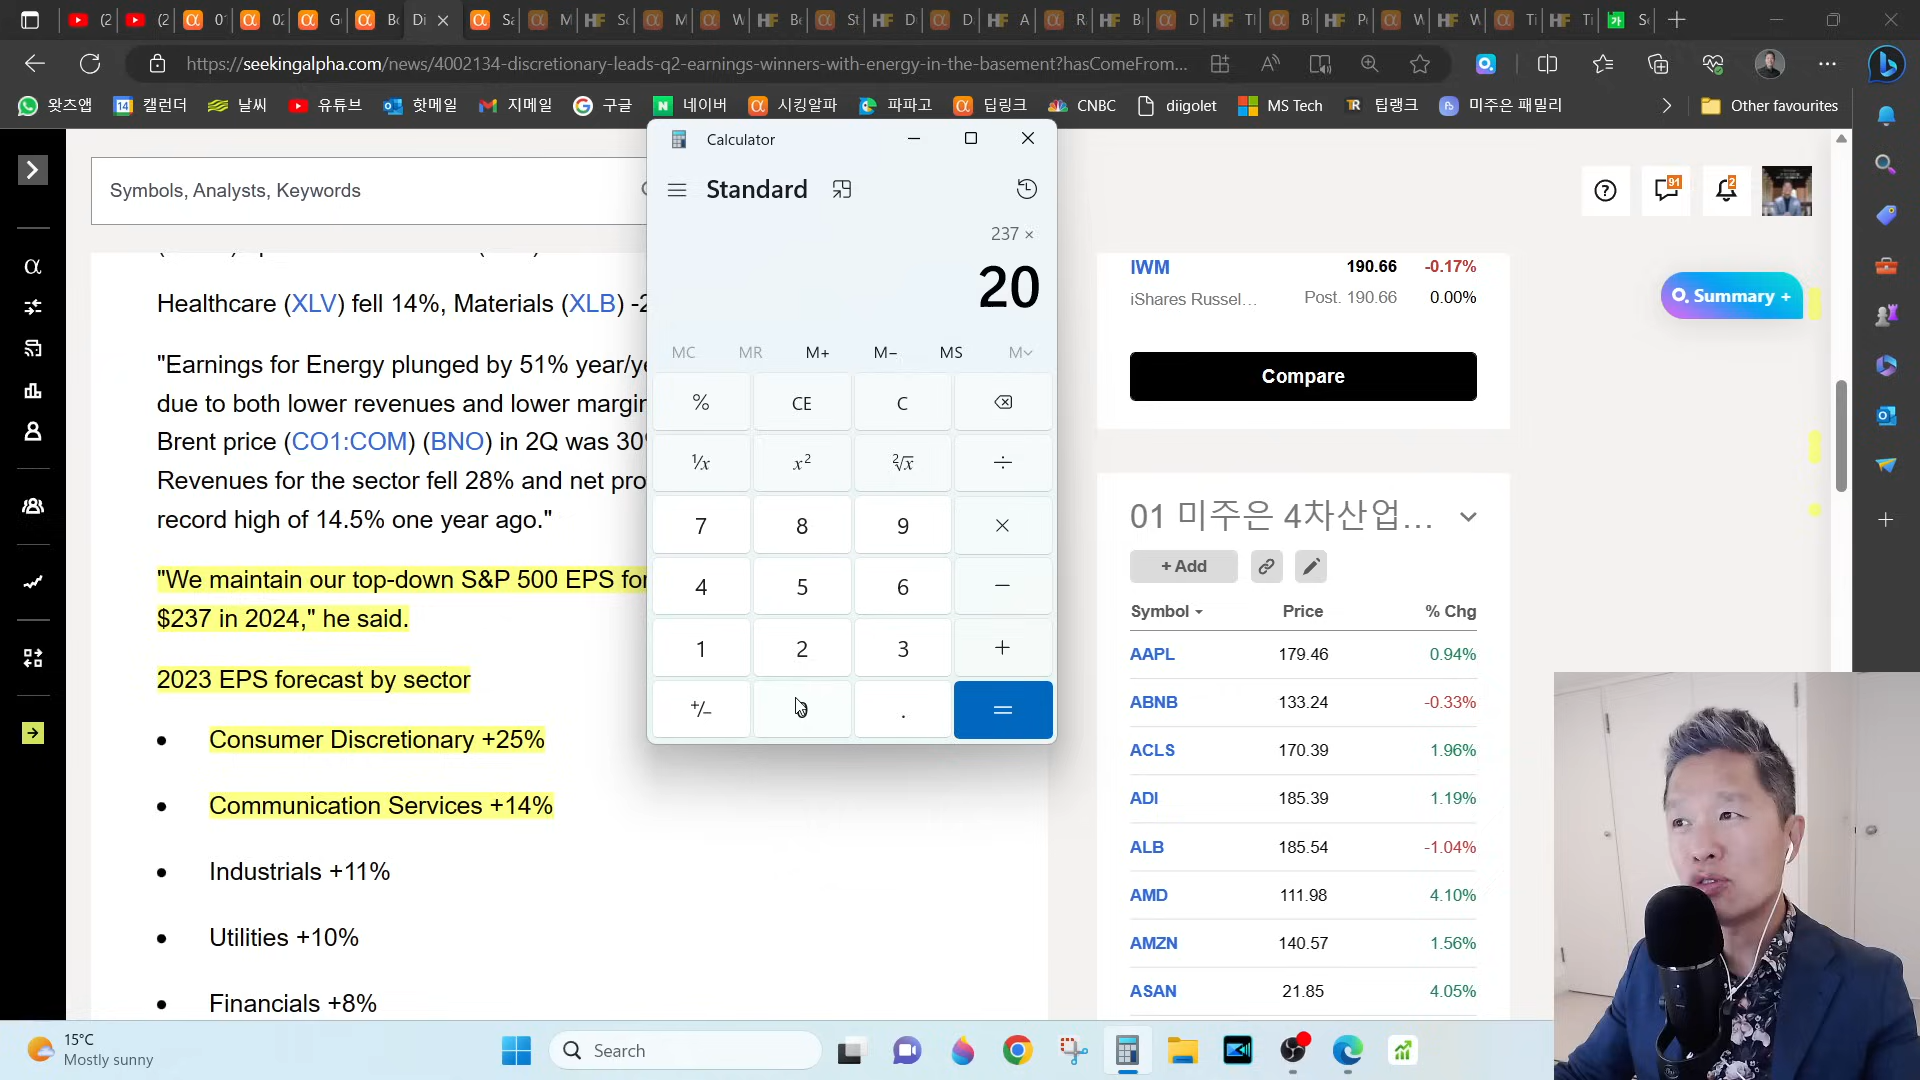 https://seekingalpha.com/news/4002134-discretionary-leads-q2-earnings-winners-with-energy-in-the-basement?hasComeFrom...
왓츠앱
캘린더
날씨
유튜브
핫메일
지메일
구글
네이버
시킹알파
파파고
딥링크
CNBC
diigolet
MS Tech
팁랭크
미주은 패밀리
Other favourites
Symbols, Analysts, Keywords
Calculator
Standard
237 ×
20
MC MR M+ M− MS M
% CE C
¹/x x² ²√x ÷
7 8 9 ×
4 5 6 −
1 2 3 +
+/− 0 . =
Healthcare (XLV) fell 14%, Materials (XLB)
"Earnings for Energy plunged by 51%
due to both lower revenues and lower
Brent price (CO1:COM) (BNO) in 2Q was
Revenues for the sector fell 28% and net
record high of 14.5% one year ago."
"We maintain our top-down S&P 500 EPS
$237 in 2024," he said.
2023 EPS forecast by sector
Consumer Discretionary +25%
Communication Services +14%
Industrials +11%
Utilities +10%
Financials +8%
91
2
Summary +
IWM 190.66 -0.17%
iShares Russel... Post. 190.66 0.00%
Compare
01 미주은 4차산업...
+ Add
Symbol Price % Chg
AAPL 179.46 0.94%
ABNB 133.24 -0.33%
ACLS 170.39 1.96%
ADI 185.39 1.19%
ALB 185.54 -1.04%
AMD 111.98 4.10%
AMZN 140.57 1.56%
ASAN 21.85 4.05%
15°C
Mostly sunny
Search